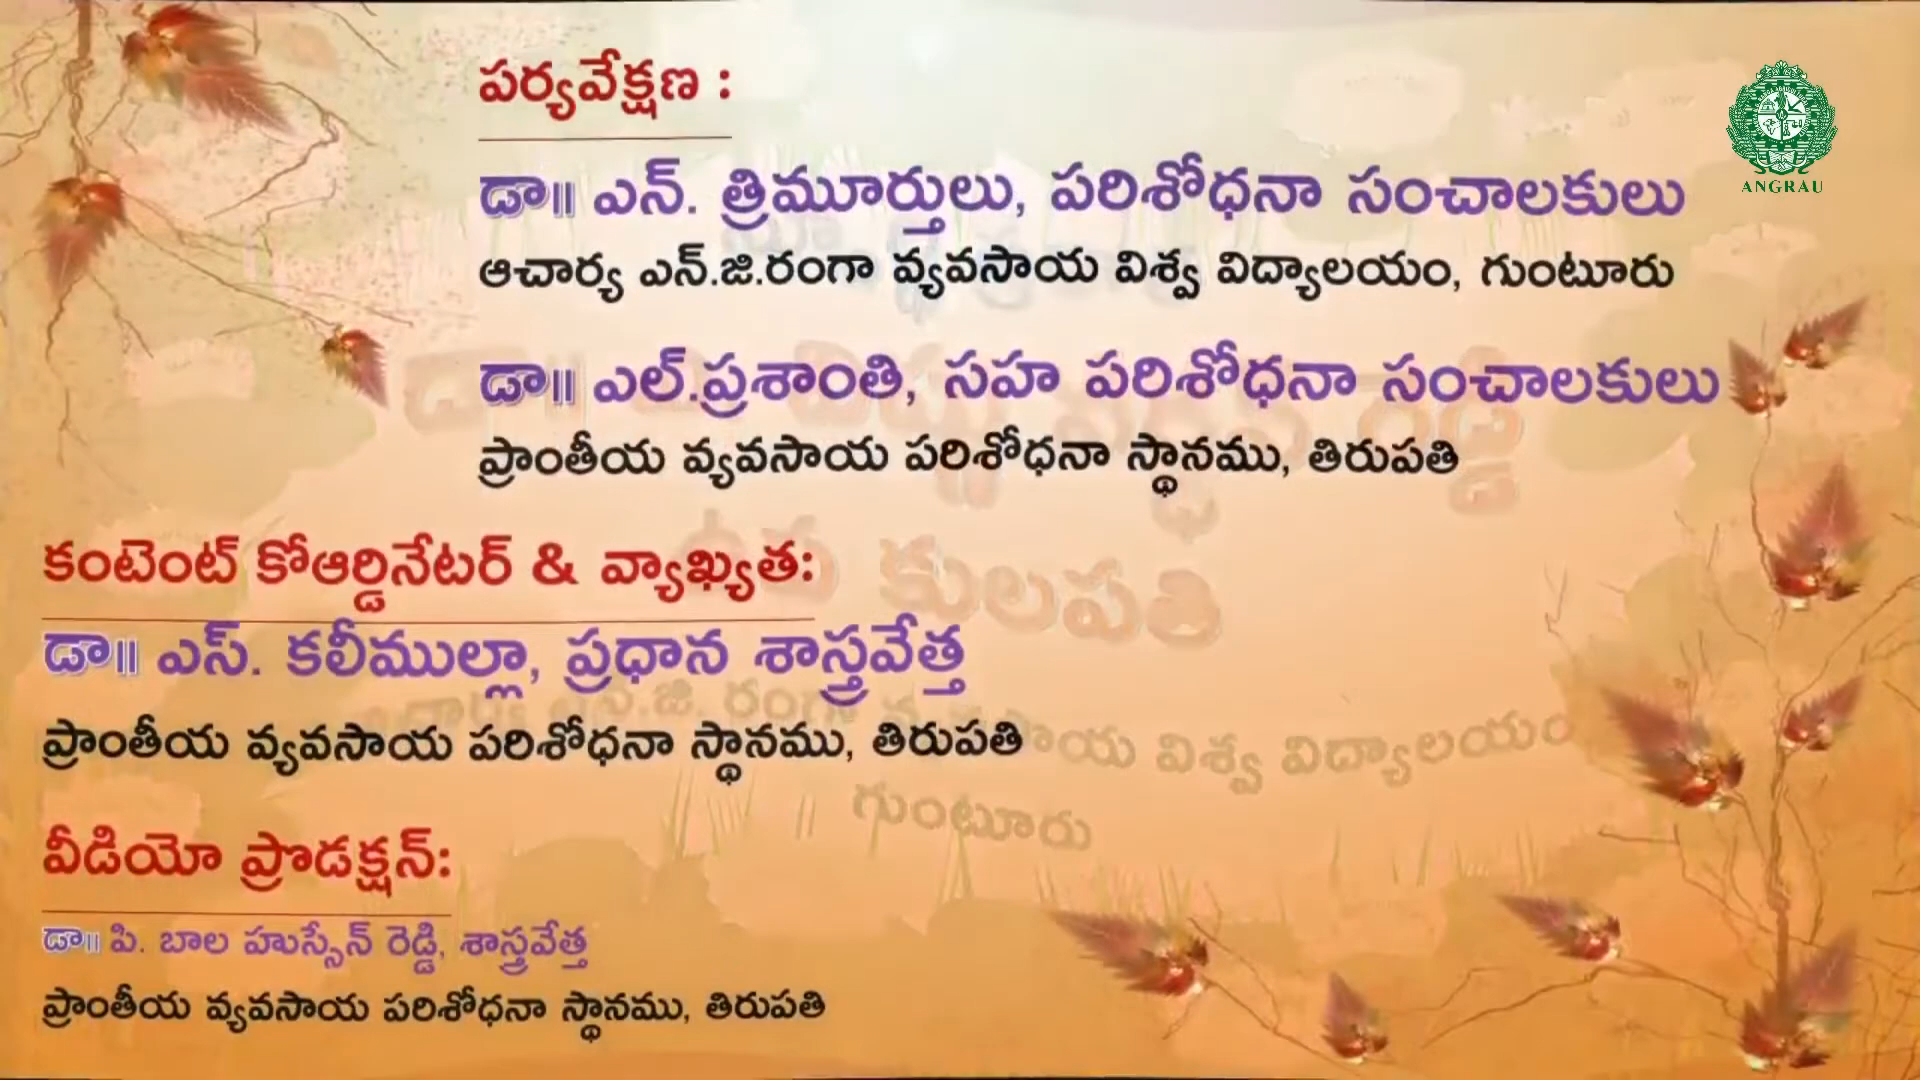 పర్యవేక్షణ :
డా॥ ఎన్. త్రిమూర్తులు, పరిశోధనా సంచాలకులు
ఆచార్య ఎన్.జి.రంగా వ్యవసాయ విశ్వ విద్యాలయం, గుంటూరు
డా॥ ఎల్.ప్రశాంతి, సహ పరిశోధనా సంచాలకులు
ప్రాంతీయ వ్యవసాయ పరిశోధనా స్థానము, తిరుపతి
కంటెంట్ కోఆర్డినేటర్ & వ్యాఖ్యత:
డా॥ ఎస్. కలీముల్లా, ప్రధాన శాస్త్రవేత్త
ప్రాంతీయ వ్యవసాయ పరిశోధనా స్థానము, తిరుపతి
వీడియో ప్రొడక్షన్:
డా॥ పి. బాల హుస్సేన్ రెడ్డి, శాస్త్రవేత్త
ప్రాంతీయ వ్యవసాయ పరిశోధనా స్థానము, తిరుపతి
ANGRAU
కులపతి
విశ్వ విద్యాలయం
గుంటూరు